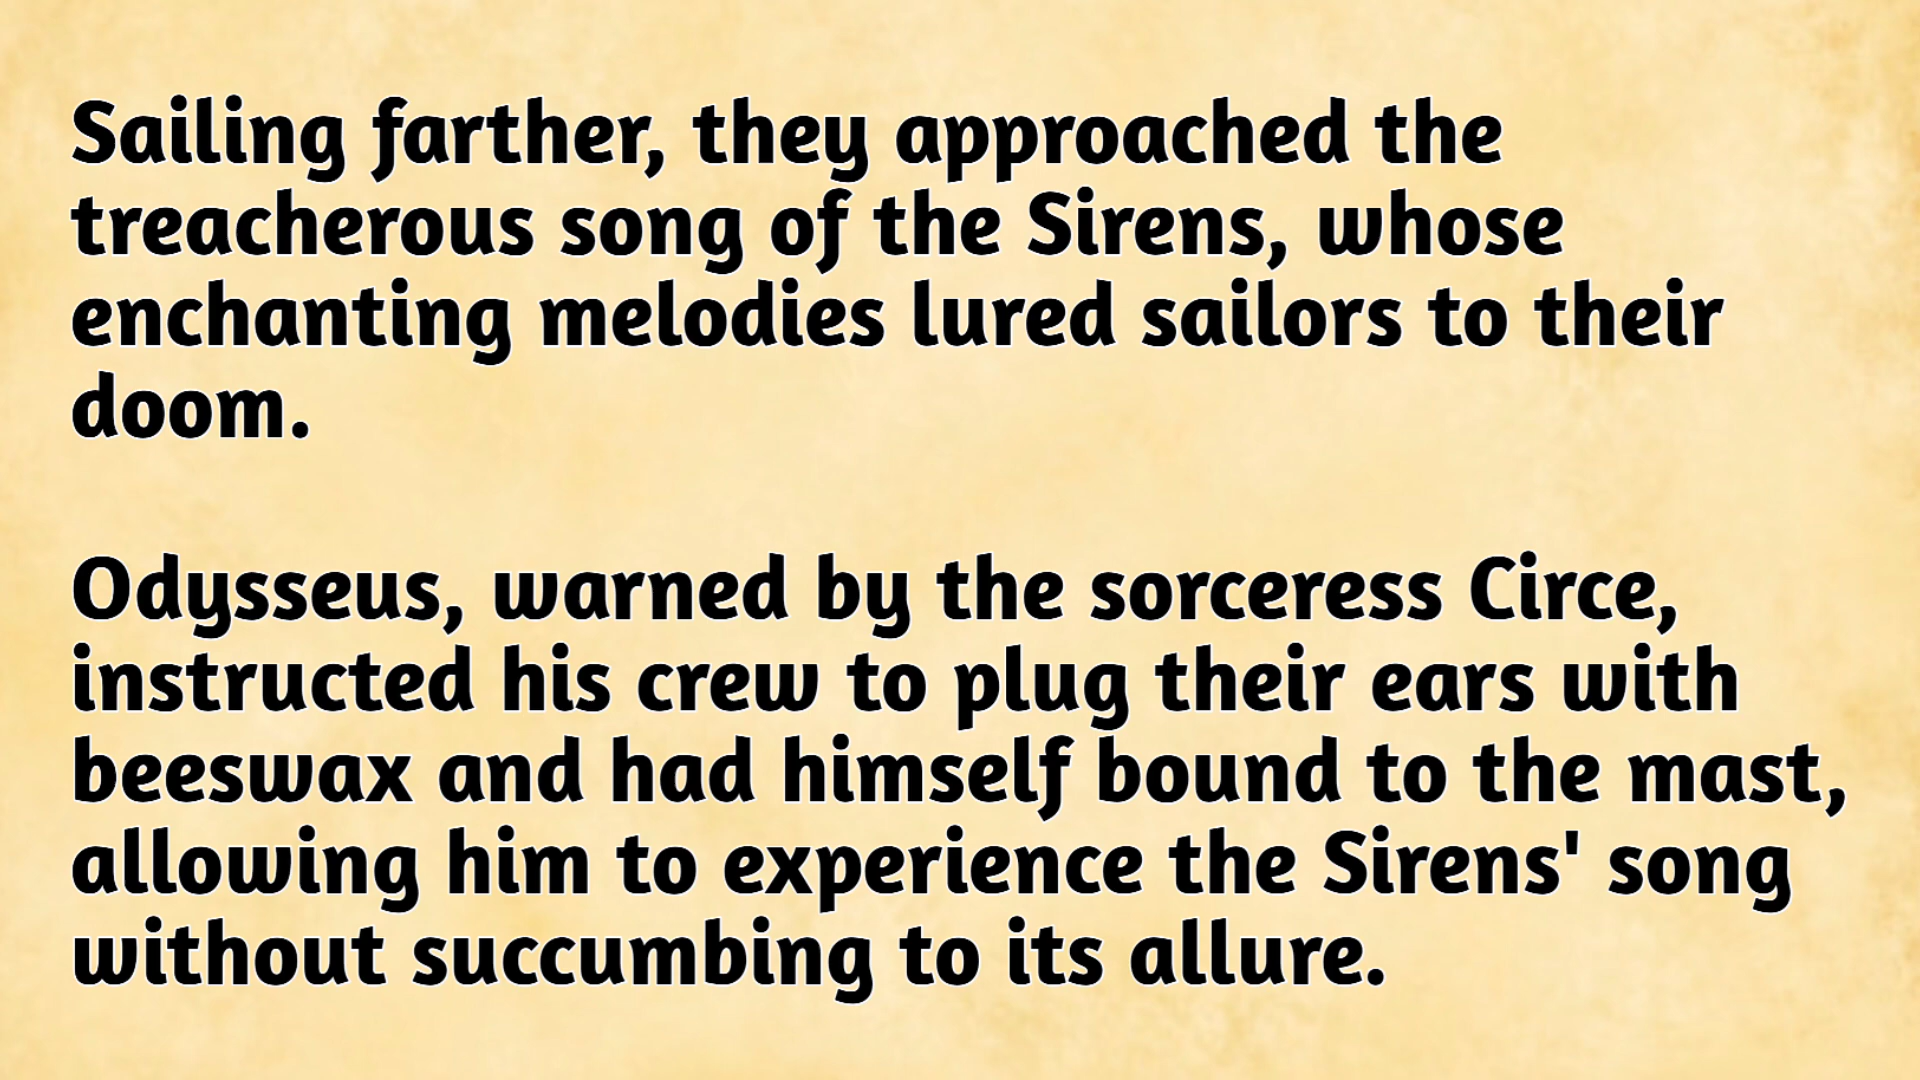 Sailing farther, they approached the
treacherous song of the Sirens, whose
enchanting melodies lured sailors to their
doom.
Odysseus, warned by the sorceress Circe,
instructed his crew to plug their ears with
beeswax and had himself bound to the mast,
allowing him to experience the Sirens' song
without succumbing to its allure.